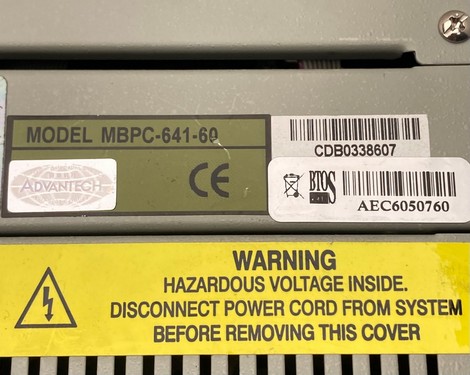 MODEL MBPC-641-60
ADVANTECH
CE
CDB0338607
BTOS
AEC6050760
WARNING
HAZARDOUS VOLTAGE INSIDE.
DISCONNECT POWER CORD FROM SYSTEM
BEFORE REMOVING THIS COVER